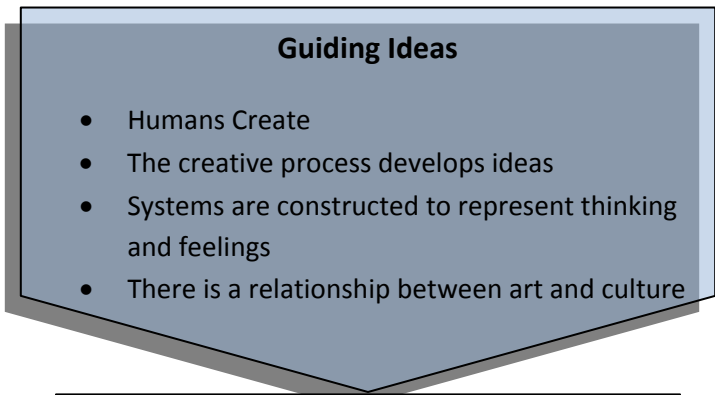 Guiding Ideas
• Humans Create
• The creative process develops ideas
• Systems are constructed to represent thinking
and feelings
• There is a relationship between art and culture